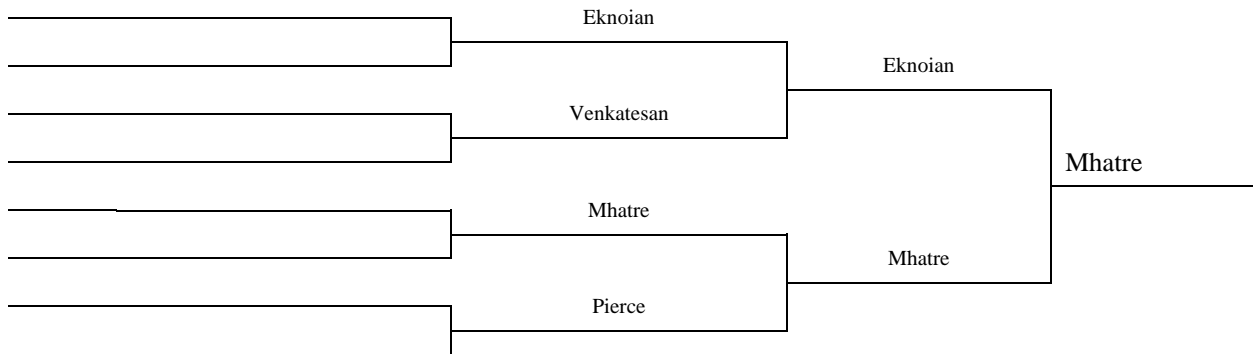 Eknoian
Eknoian
Venkatesan
Mhatre
Mhatre
Mhatre
Pierce